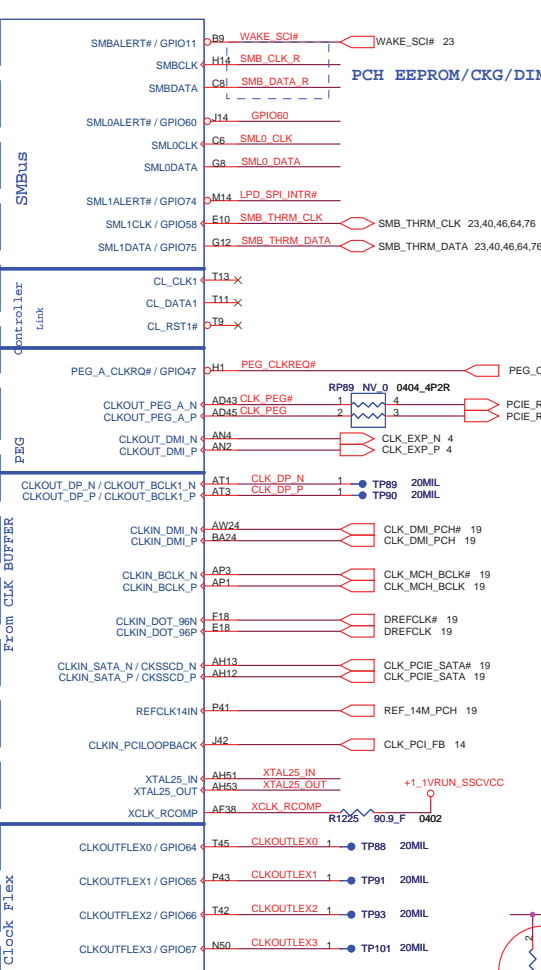 SMBus
SMBALERT# / GPIO11 B9 WAKE_SCI# WAKE_SCI# 23
SMBCLK H14 SMB_CLK_R
PCH EEPROM/CKG/DIM
SMBDATA C8 SMB_DATA_R
SML0ALERT# / GPIO60 J14 GPIO60
SML0CLK C6 SML0_CLK
SML0DATA G8 SML0_DATA
SML1ALERT# / GPIO74 M14 LPD_SPI_INTR#
SML1CLK / GPIO58 E10 SMB_THRM_CLK SMB_THRM_CLK 23,40,46,64,76
SML1DATA / GPIO75 G12 SMB_THRM_DATA SMB_THRM_DATA 23,40,46,64,76
Controller
Link
CL_CLK1 T13
CL_DATA1 T11
CL_RST1# T9
PEG
PEG_A_CLKRQ# / GPIO47 H1 PEG_CLKREQ# PEG_C
RP89 NV_0 0404_4P2R
CLKOUT_PEG_A_N AD43 CLK_PEG# 1 4 PCIE_R
CLKOUT_PEG_A_P AD45 CLK_PEG 2 3 PCIE_R
CLKOUT_DMI_N AN4 CLK_EXP_N 4
CLKOUT_DMI_P AN2 CLK_EXP_P 4
From CLK BUFFER
CLKOUT_DP_N / CLKOUT_BCLK1_N AT1 CLK_DP_N 1 TP89 20MIL
CLKOUT_DP_P / CLKOUT_BCLK1_P AT3 CLK_DP_P 1 TP90 20MIL
CLKIN_DMI_N AW24 CLK_DMI_PCH# 19
CLKIN_DMI_P BA24 CLK_DMI_PCH 19
CLKIN_BCLK_N AP3 CLK_MCH_BCLK# 19
CLKIN_BCLK_P AP1 CLK_MCH_BCLK 19
CLKIN_DOT_96N F18 DREFCLK# 19
CLKIN_DOT_96P E18 DREFCLK 19
CLKIN_SATA_N / CKSSCD_N AH13 CLK_PCIE_SATA# 19
CLKIN_SATA_P / CKSSCD_P AH12 CLK_PCIE_SATA 19
REFCLK14IN P41 REF_14M_PCH 19
CLKIN_PCILOOPBACK J42 CLK_PCI_FB 14
XTAL25_IN AH51 XTAL25_IN
XTAL25_OUT AH53 XTAL25_OUT
+1_1VRUN_SSCVCC
XCLK_RCOMP AF38 XCLK_RCOMP
R1225 90.9_F 0402
Clock Flex
CLKOUTFLEX0 / GPIO64 T45 CLKOUTLEX0 1 TP88 20MIL
CLKOUTFLEX1 / GPIO65 P43 CLKOUTLEX1 1 TP91 20MIL
CLKOUTFLEX2 / GPIO66 T42 CLKOUTLEX2 1 TP93 20MIL
CLKOUTFLEX3 / GPIO67 N50 CLKOUTLEX3 1 TP101 20MIL
2